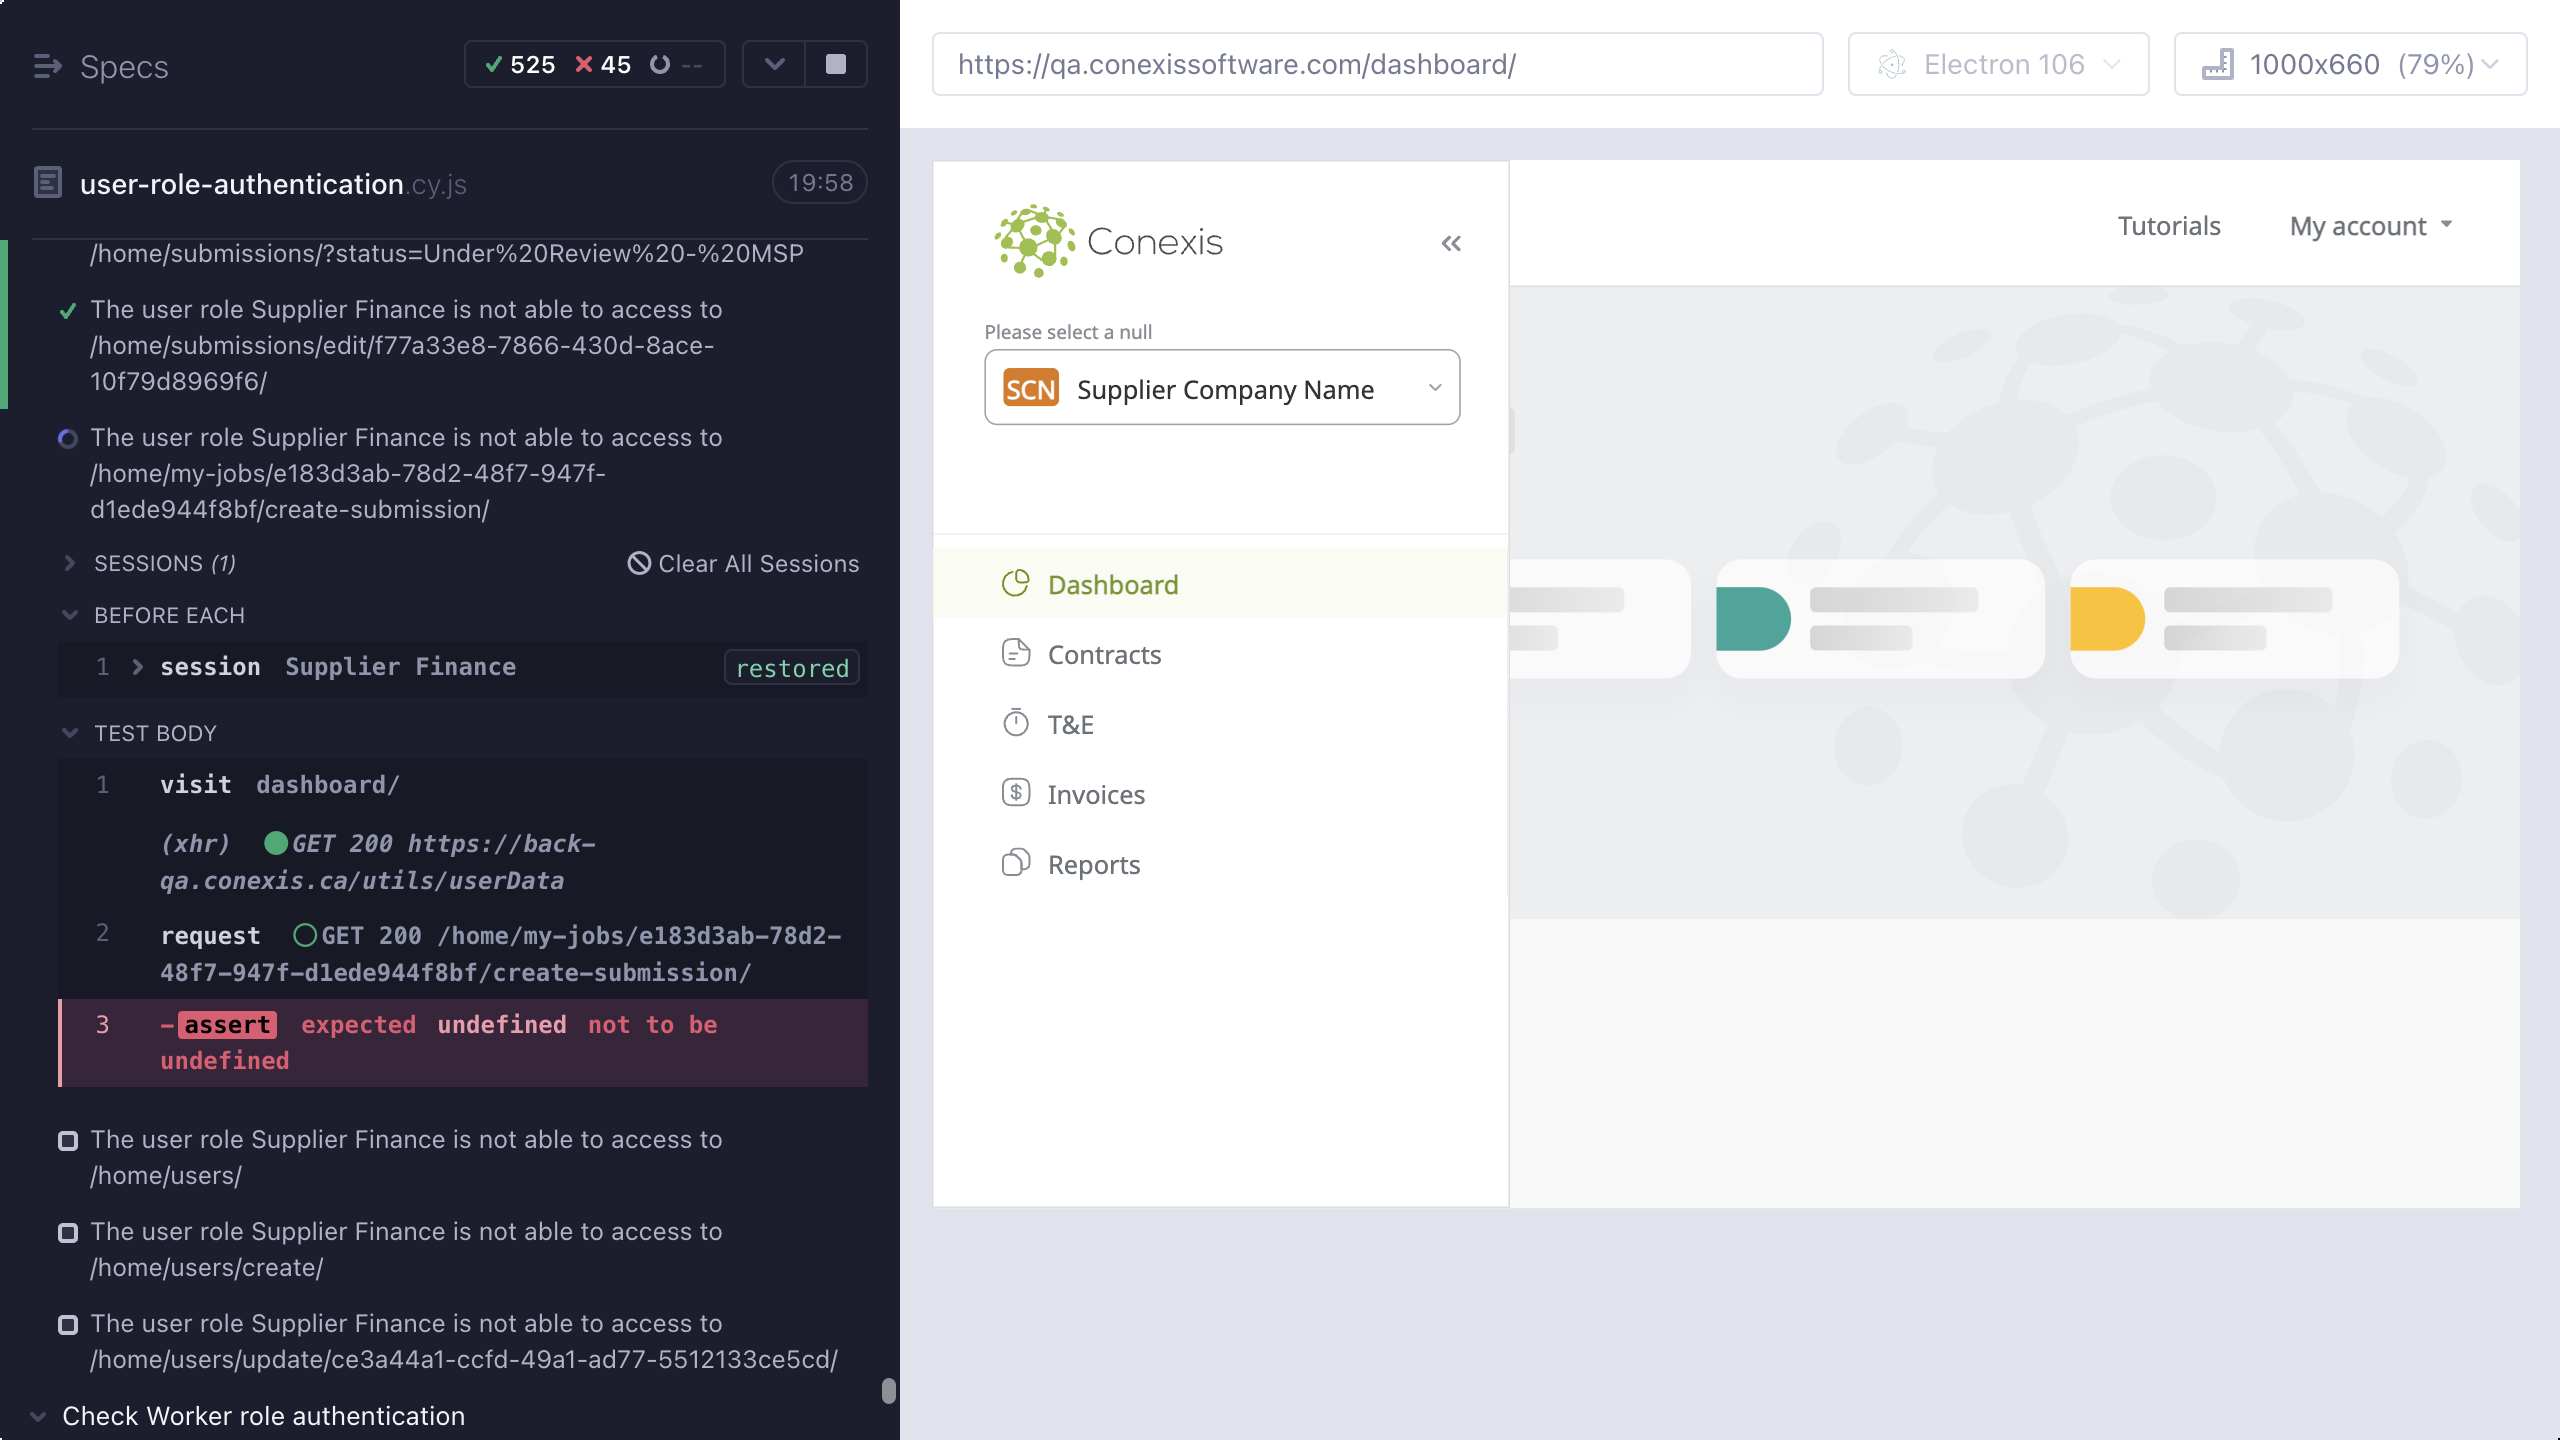 Specs
525 45 --
user-role-authentication.cy.js
19:58
/home/submissions/?status=Under%20Review%20-%20MSP
The user role Supplier Finance is not able to access to
/home/submissions/edit/f77a33e8-7866-430d-8ace-
10f79d8969f6/
The user role Supplier Finance is not able to access to
/home/my-jobs/e183d3ab-78d2-48f7-947f-
d1ede944f8bf/create-submission/
SESSIONS (1)
Clear All Sessions
BEFORE EACH
1 session Supplier Finance restored
TEST BODY
1 visit dashboard/
(xhr) GET 200 https://back-
qa.conexis.ca/utils/userData
2 request GET 200 /home/my-jobs/e183d3ab-78d2-
48f7-947f-d1ede944f8bf/create-submission/
3 -assert expected undefined not to be
undefined
The user role Supplier Finance is not able to access to
/home/users/
The user role Supplier Finance is not able to access to
/home/users/create/
The user role Supplier Finance is not able to access to
/home/users/update/ce3a44a1-ccfd-49a1-ad77-5512133ce5cd/
Check Worker role authentication
https://qa.conexissoftware.com/dashboard/
Electron 106
1000x660 (79%)
Conexis
Tutorials
My account
Please select a null
SCN Supplier Company Name
Dashboard
Contracts
T&E
Invoices
Reports